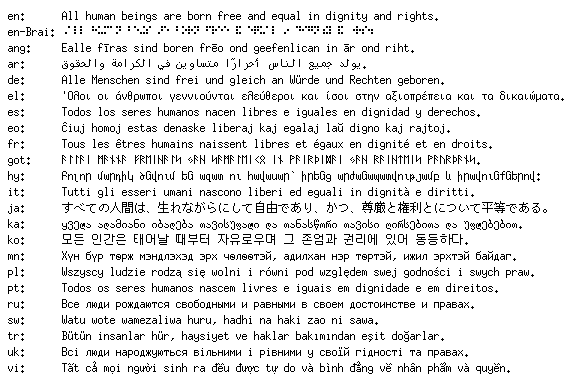 en: All human beings are born free and equal in dignity and rights.
en-Brai:
ang: Ealle fīras sind boren frēo ond geefenlican in ār ond riht.
ar: يولد جميع الناس أحرارًا متساوين في الكرامة والحقوق.
de: Alle Menschen sind frei und gleich an Würde und Rechten geboren.
el: Όλοι οι άνθρωποι γεννιούνται ελεύθεροι και ίσοι στην αξιοπρέπεια και τα δικαιώματα.
es: Todos los seres humanos nacen libres e iguales en dignidad y derechos.
eo: Ĉiuj homoj estas denaske liberaj kaj egalaj laŭ digno kaj rajtoj.
fr: Tous les êtres humains naissent libres et égaux en dignité et en droits.
got:
hy: Բոլոր մարդիկ ծնվում են ազատ ու հավասար՝ իրենց արժանապատվությամբ և իրավունքներով։
it: Tutti gli esseri umani nascono liberi ed eguali in dignità e diritti.
ja: すべての人間は、生れながらにして自由であり、かつ、尊厳と権利とについて平等である。
ka: ყველა ადამიანი იბადება თავისუფალი და თანასწორი თავისი ღირსებითა და უფლებებით.
ko: 모든 인간은 태어날 때부터 자유로우며 그 존엄과 권리에 있어 동등하다.
mn: Хүн бүр төрж мэндлэхэд эрх чөлөөтэй, адилхан нэр төртэй, ижил эрхтэй байдаг.
pl: Wszyscy ludzie rodzą się wolni i równi pod względem swej godności i swych praw.
pt: Todos os seres humanos nascem livres e iguais em dignidade e em direitos.
ru: Все люди рождаются свободными и равными в своем достоинстве и правах.
sw: Watu wote wamezaliwa huru, hadhi na haki zao ni sawa.
tr: Bütün insanlar hür, haysiyet ve haklar bakımından eşit doğarlar.
uk: Всі люди народжуються вільними і рівними у своїй гідності та правах.
vi: Tất cả mọi người sinh ra đều được tự do và bình đẳng về nhân phẩm và quyền.